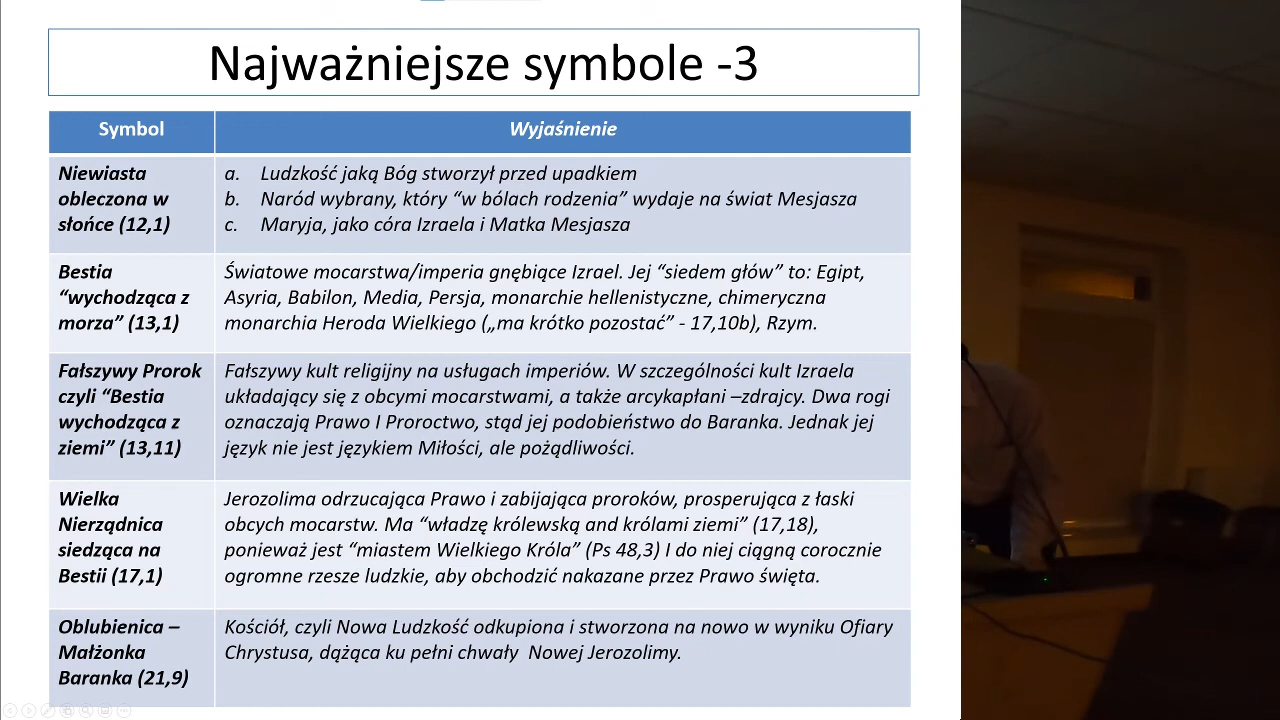 Najważniejsze symbole -3
Symbol
Wyjaśnienie
Niewiasta
obleczona w
słońce (12,1)
a. Ludzkość jaką Bóg stworzył przed upadkiem
b. Naród wybrany, który “w bólach rodzenia” wydaje na świat Mesjasza
c. Maryja, jako córa Izraela i Matka Mesjasza
Bestia
“wychodząca z
morza” (13,1)
Światowe mocarstwa/imperia gnębiące Izrael. Jej “siedem głów” to: Egipt,
Asyria, Babilon, Media, Persja, monarchie hellenistyczne, chimeryczna
monarchia Heroda Wielkiego („ma krótko pozostać” - 17,10b), Rzym.
Fałszywy Prorok
czyli “Bestia
wychodząca z
ziemi” (13,11)
Fałszywy kult religijny na usługach imperiów. W szczególności kult Izraela
układający się z obcymi mocarstwami, a także arcykapłani –zdrajcy. Dwa rogi
oznaczają Prawo I Proroctwo, stąd jej podobieństwo do Baranka. Jednak jej
język nie jest językiem Miłości, ale pożądliwości.
Wielka
Nierządnica
siedząca na
Bestii (17,1)
Jerozolima odrzucająca Prawo i zabijająca proroków, prosperująca z łaski
obcych mocarstw. Ma “władzę królewską and królami ziemi” (17,18),
ponieważ jest “miastem Wielkiego Króla” (Ps 48,3) I do niej ciągną corocznie
ogromne rzesze ludzkie, aby obchodzić nakazane przez Prawo święta.
Oblubienica –
Małżonka
Baranka (21,9)
Kościół, czyli Nowa Ludzkość odkupiona i stworzona na nowo w wyniku Ofiary
Chrystusa, dążąca ku pełni chwały  Nowej Jerozolimy.